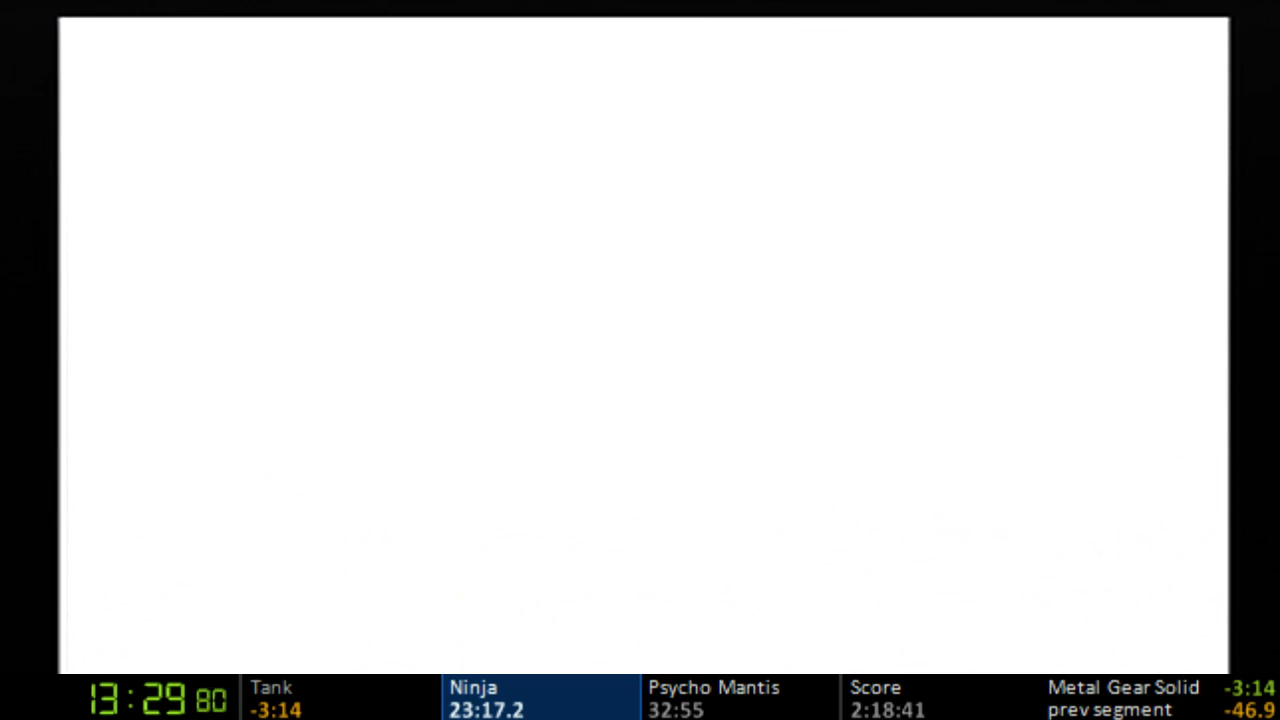 13:29 80
Tank
-3:14
Ninja
23:17.2
Psycho Mantis
32:55
Score
2:18:41
Metal Gear Solid -3:14
prev segment -46.9